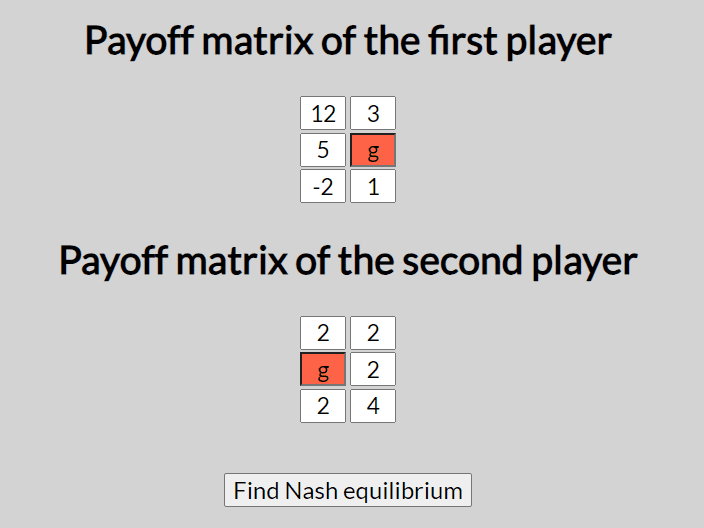 Payoff matrix of the first player
12 3
5 g
-2 1
Payoff matrix of the second player
2 2
g 2
2 4
Find Nash equilibrium